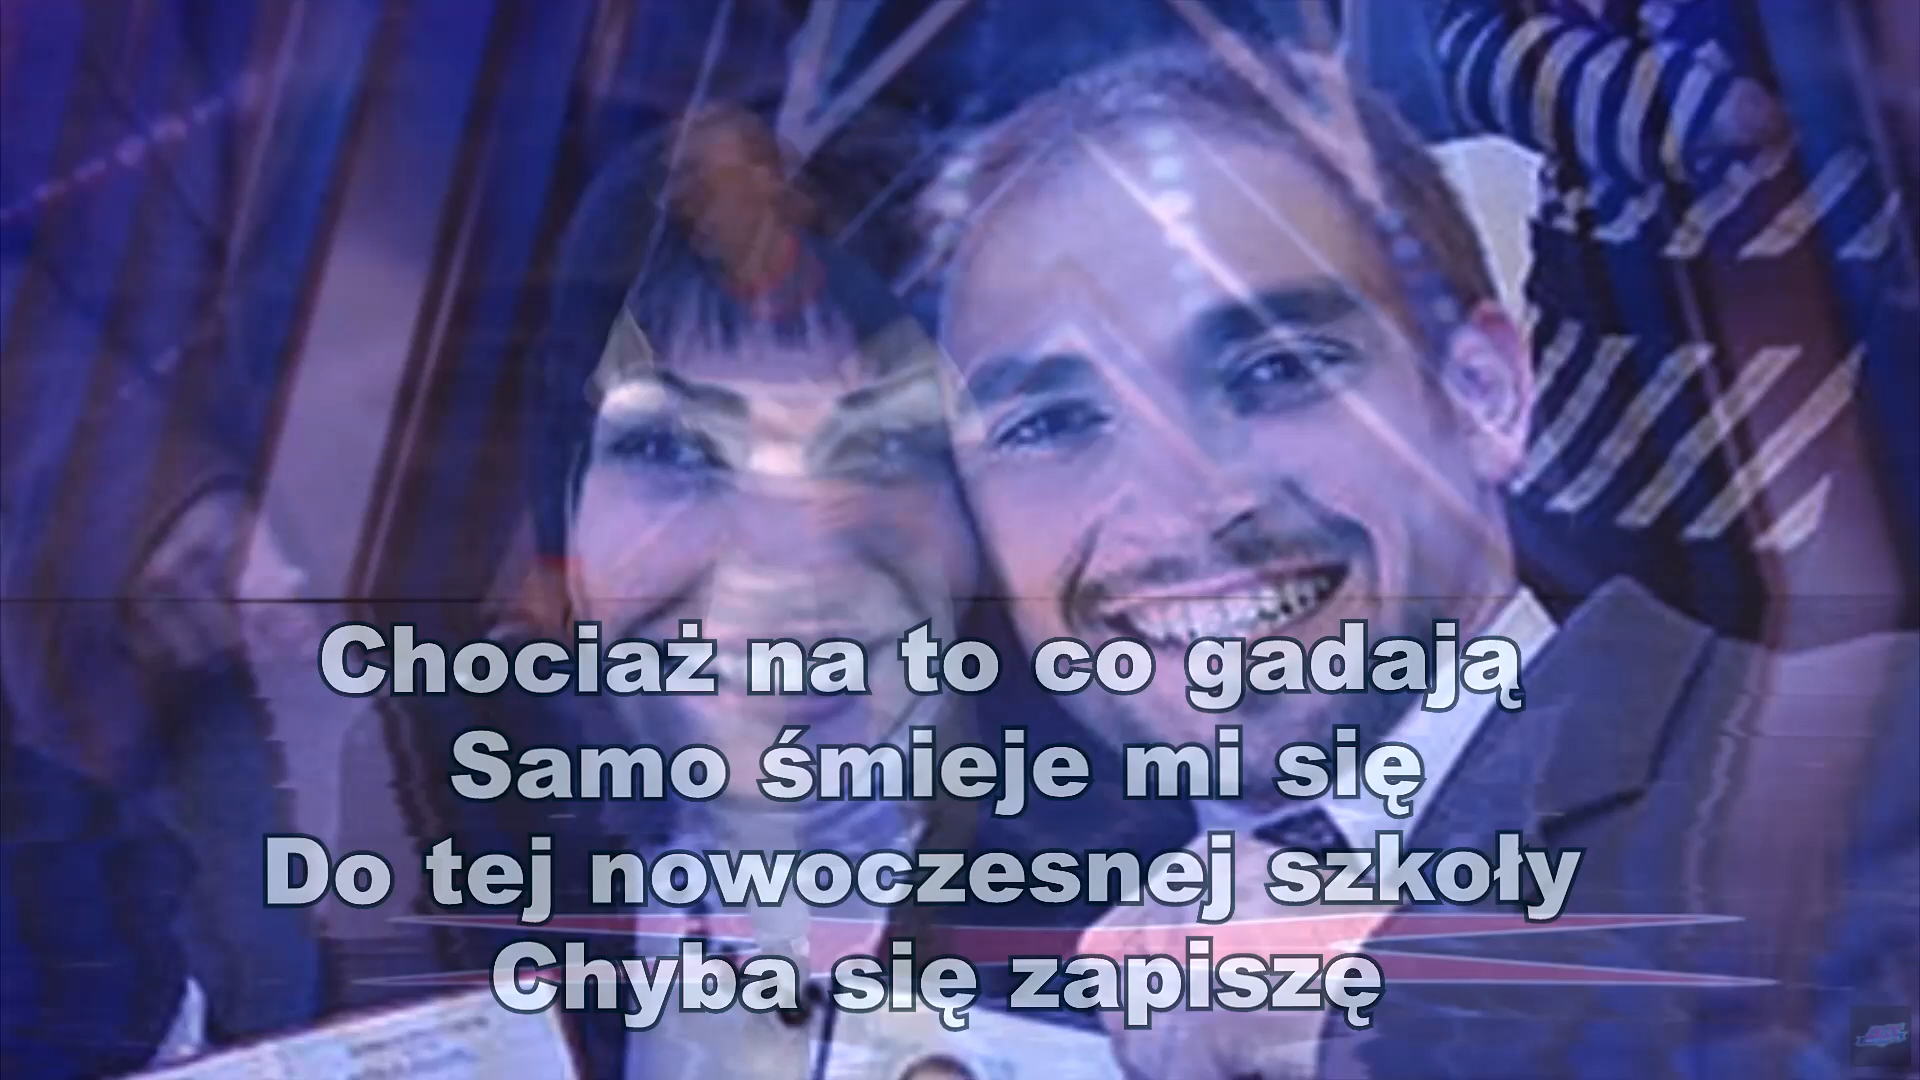 Chociaż na to co gadają
Samo śmieje mi się
Do tej nowoczesnej szkoły
Chyba się zapiszę